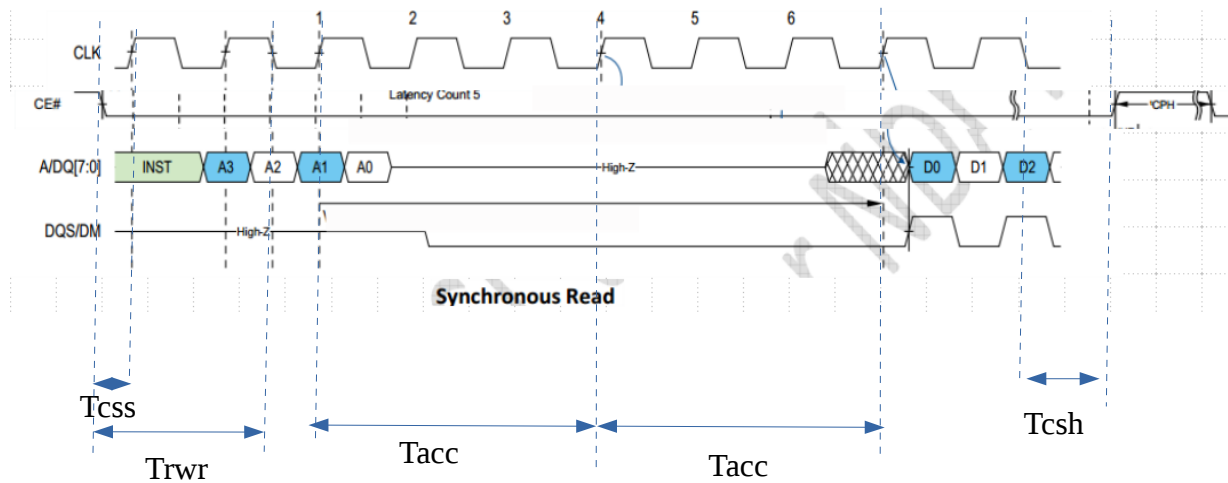 1 2 3 4 5 6
CLK
Latency Count 5
CE#
tCPH
A/DQ[7:0] INST A3 A2 A1 A0 High-Z D0 D1 D2
DQS/DM High-Z
Synchronous Read
Tcss
Tcsh
Trwr
Tacc
Tacc